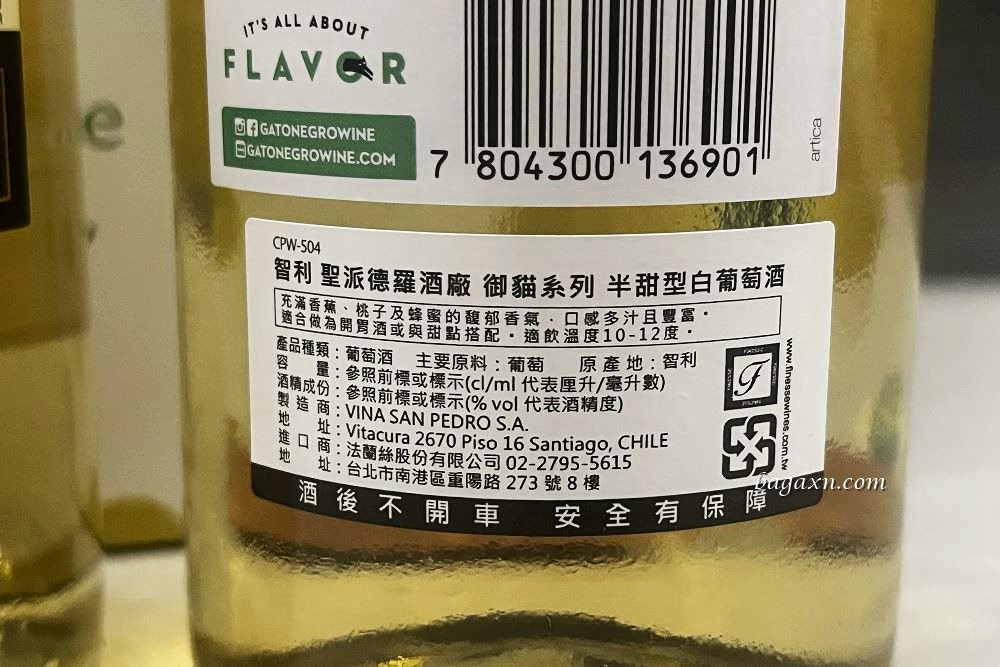 IT'S ALL ABOUT
FLAVOR
GATONEGROWINE
GATONEGROWINE.COM
7 804300 136901
artica
e
CPW-504
智利 聖派德羅酒廠 御貓系列 半甜型白葡萄酒
充滿香蕉、桃子及蜂蜜的馥郁香氣，口感多汁且豐富。
適合做為開胃酒或與甜點搭配。適飲溫度10-12度。
產品種類：葡萄酒 主要原料：葡萄 原產地：智利
容量：參照前標或標示(cl/ml 代表厘升/毫升數)
酒精成份：參照前標或標示(% vol 代表酒精度)
製造商：VINA SAN PEDRO S.A.
地址：Vitacura 2670 Piso 16 Santiago, CHILE
進口商：法蘭絲股份有限公司 02-2795-5615
地址：台北市南港區重陽路 273 號 8 樓
F
www.finessewines.com.tw
bagaxn.com
酒後不開車 安全有保障